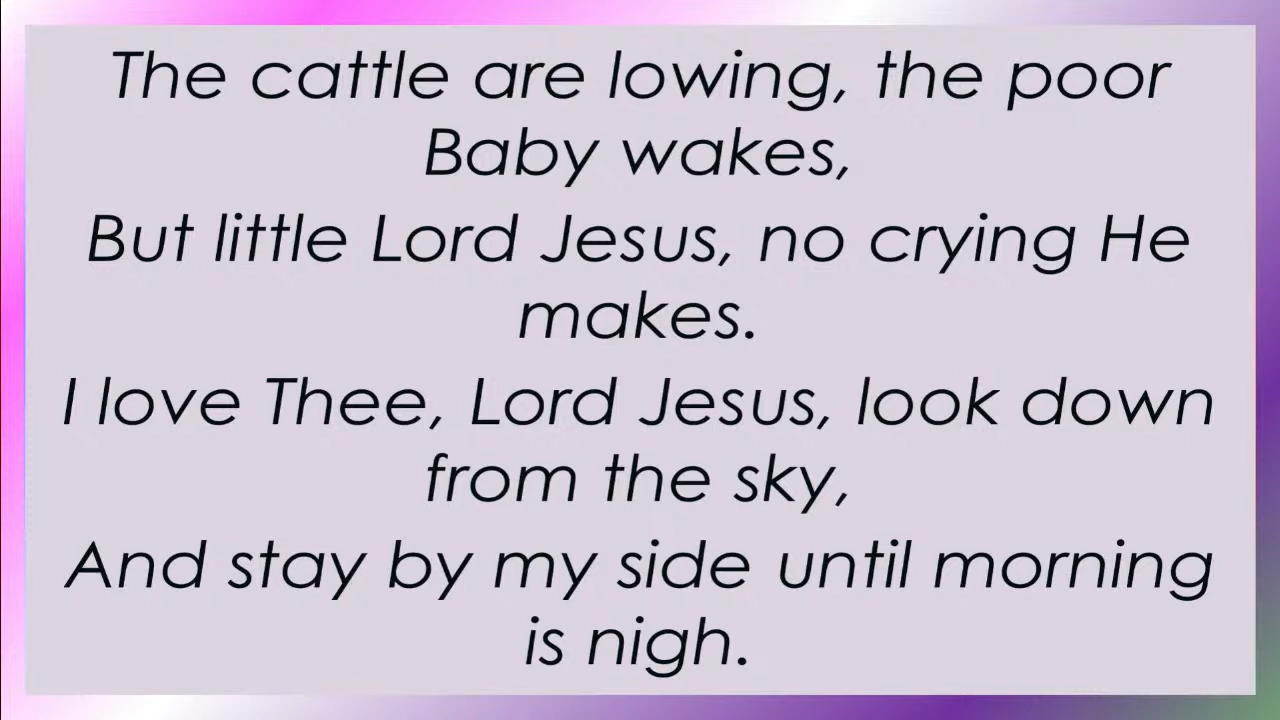 The cattle are lowing, the poor
Baby wakes,
But little Lord Jesus, no crying He
makes.
I love Thee, Lord Jesus, look down
from the sky,
And stay by my side until morning
is nigh.